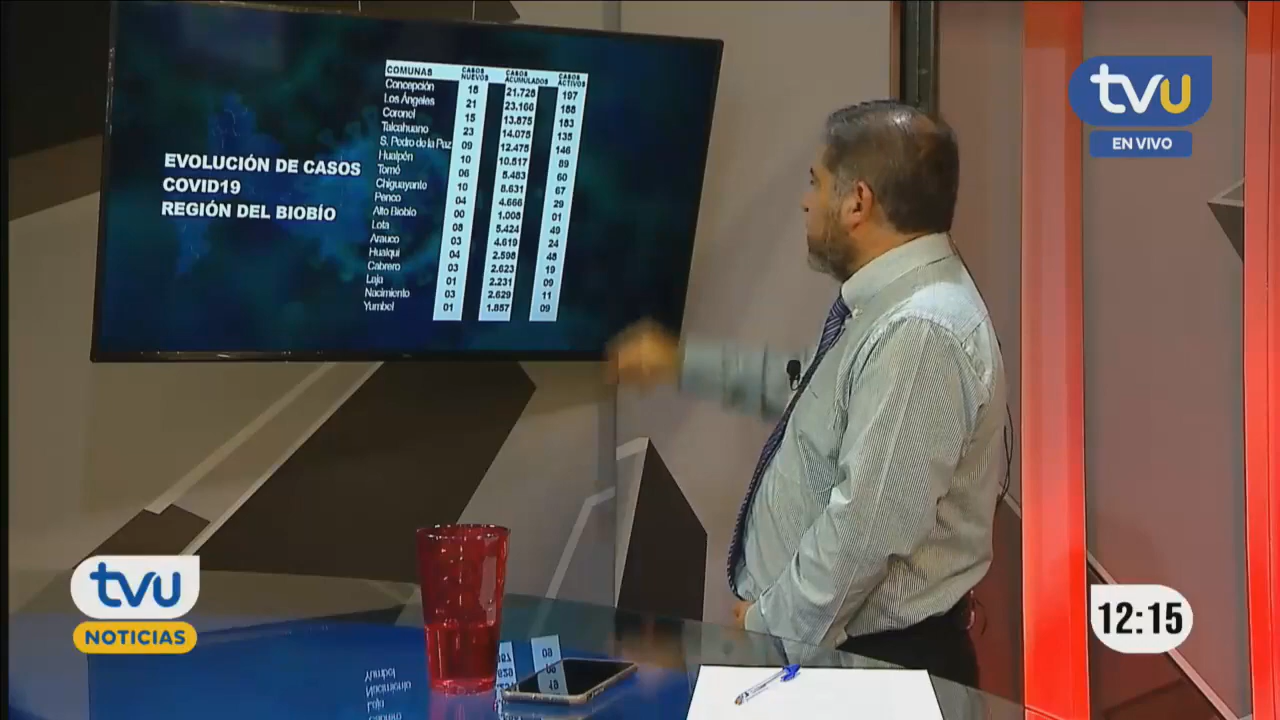 EVOLUCIÓN DE CASOS
COVID19
REGIÓN DEL BIOBÍO
COMUNAS CASOS NUEVOS CASOS ACUMULADOS CASOS ACTIVOS
Concepción 18 21.728 197
Los Ángeles 21 23.166 188
Coronel 15 13.875 183
Talcahuano 23 14.075 135
S. Pedro de la Paz 09 12.475 146
Hualpén 10 10.517 89
Tomé 06 5.483 60
Chiguayante 10 8.631 67
Penco 04 4.666 29
Alto Biobío 00 1.008 01
Lota 08 5.424 49
Arauco 03 4.619 24
Hualqui 04 2.598 48
Cabrero 03 2.623 19
Laja 01 2.231 09
Nacimiento 03 2.629 11
Yumbel 01 1.857 09
tvu
EN VIVO
tvu
NOTICIAS
12:15